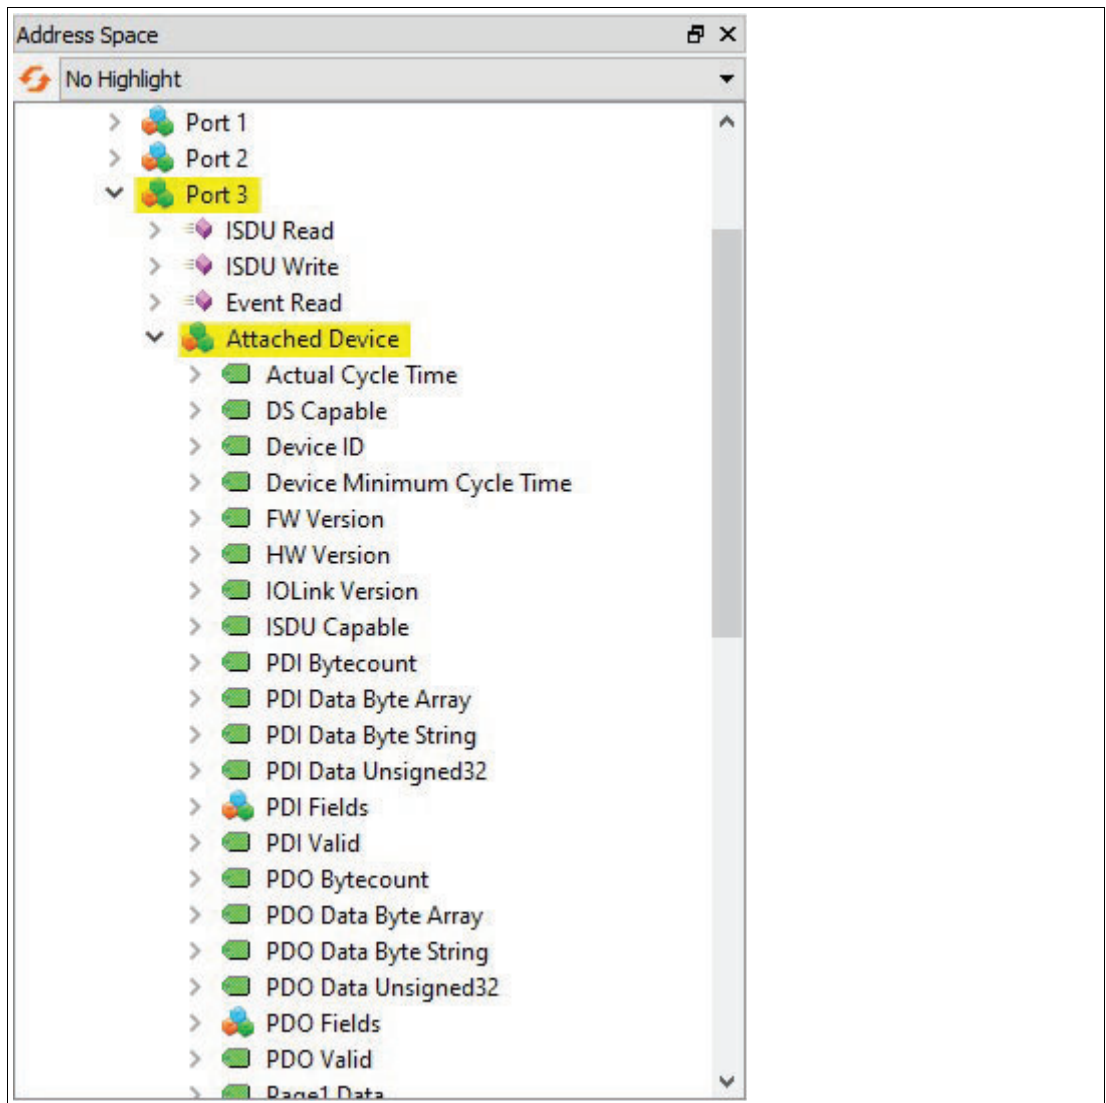 Address Space
No Highlight
Port 1
Port 2
Port 3
ISDU Read
ISDU Write
Event Read
Attached Device
Actual Cycle Time
DS Capable
Device ID
Device Minimum Cycle Time
FW Version
HW Version
IOLink Version
ISDU Capable
PDI Bytecount
PDI Data Byte Array
PDI Data Byte String
PDI Data Unsigned32
PDI Fields
PDI Valid
PDO Bytecount
PDO Data Byte Array
PDO Data Byte String
PDO Data Unsigned32
PDO Fields
PDO Valid
Page1 Data